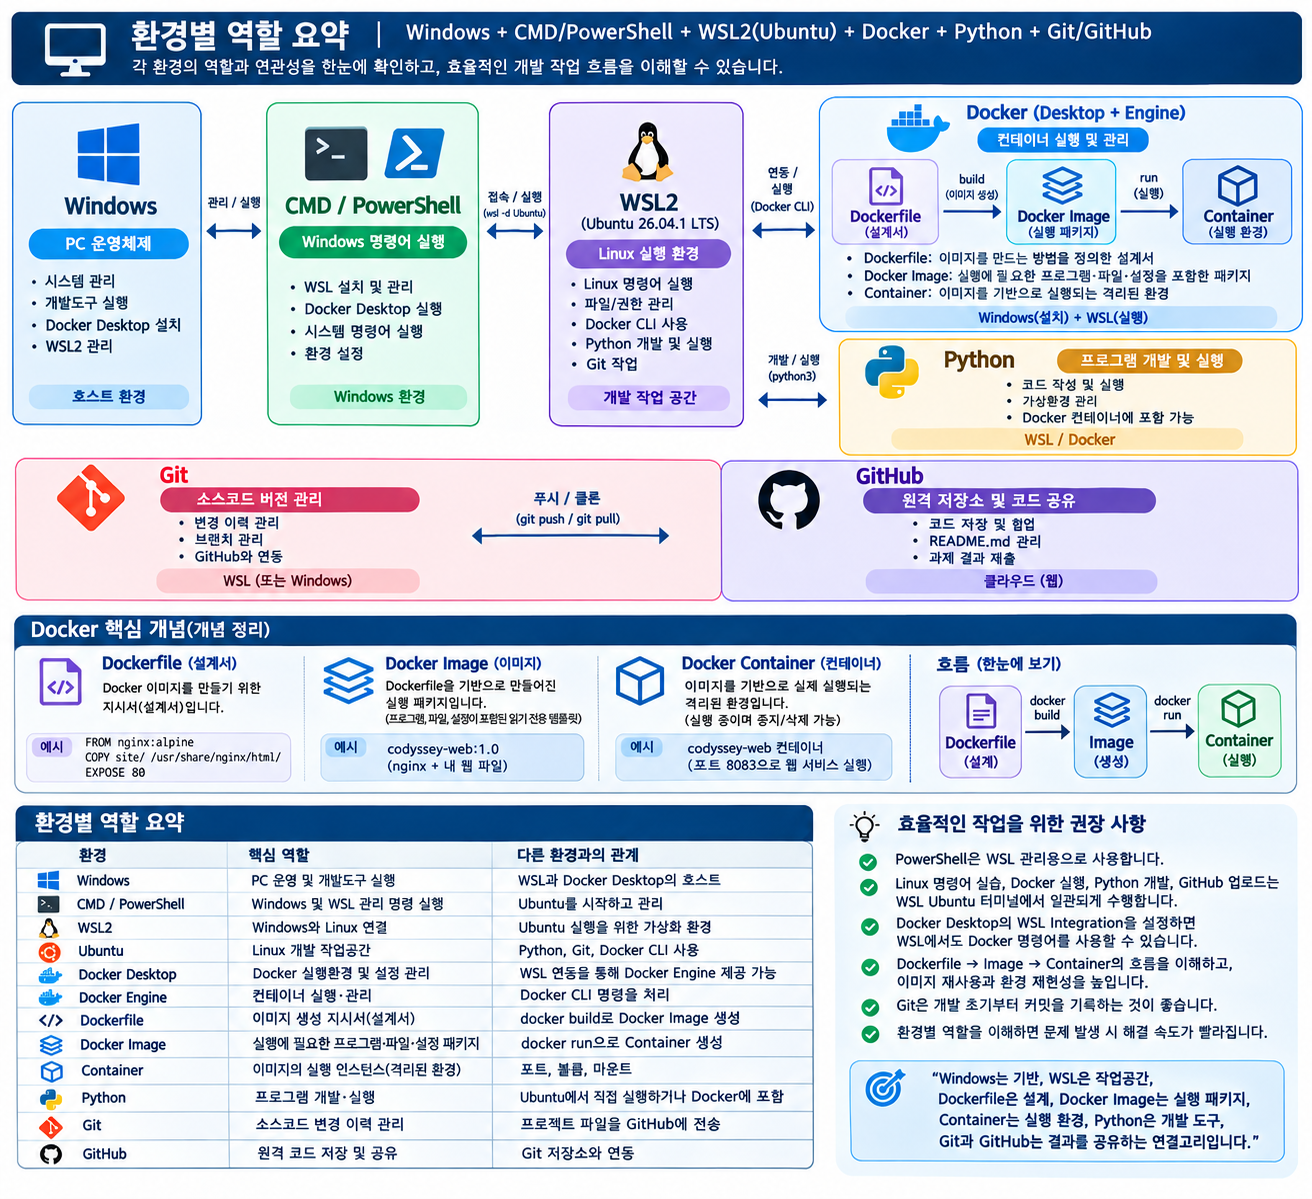 환경별 역할 요약 | Windows + CMD/PowerShell + WSL2(Ubuntu) + Docker + Python + Git/GitHub
각 환경의 역할과 연관성을 한눈에 확인하고, 효율적인 개발 작업 흐름을 이해할 수 있습니다.
Windows
PC 운영체제
• 시스템 관리
• 개발도구 실행
• Docker Desktop 설치
• WSL2 관리
호스트 환경
관리 / 실행
CMD / PowerShell
Windows 명령어 실행
• WSL 설치 및 관리
• Docker Desktop 실행
• 시스템 명령어 실행
• 환경 설정
Windows 환경
접속 / 실행
(wsl -d Ubuntu)
WSL2
(Ubuntu 26.04.1 LTS)
Linux 실행 환경
• Linux 명령어 실행
• 파일/권한 관리
• Docker CLI 사용
• Python 개발 및 실행
• Git 작업
개발 작업 공간
연동 /
실행
(Docker CLI)
Docker (Desktop + Engine)
컨테이너 실행 및 관리
Dockerfile
(설계서)
build
(이미지 생성)
Docker Image
(실행 패키지)
run
(실행)
Container
(실행 환경)
• Dockerfile: 이미지를 만드는 방법을 정의한 설계서
• Docker Image: 실행에 필요한 프로그램·파일·설정을 포함한 패키지
• Container: 이미지를 기반으로 실행되는 격리된 환경
Windows(설치) + WSL(실행)
개발 / 실행
(python3)
Python
프로그램 개발 및 실행
• 코드 작성 및 실행
• 가상환경 관리
• Docker 컨테이너에 포함 가능
WSL / Docker
Git
소스코드 버전 관리
• 변경 이력 관리
• 브랜치 관리
• GitHub와 연동
WSL (또는 Windows)
푸시 / 클론
(git push / git pull)
GitHub
원격 저장소 및 코드 공유
• 코드 저장 및 협업
• README.md 관리
• 과제 결과 제출
클라우드 (웹)
Docker 핵심 개념(개념 정리)
Dockerfile (설계서)
Docker 이미지를 만들기 위한
지시서(설계서)입니다.
예시
FROM nginx:alpine
COPY site/ /usr/share/nginx/html/
EXPOSE 80
Docker Image (이미지)
Dockerfile을 기반으로 만들어진
실행 패키지입니다.
(프로그램, 파일, 설정이 포함된 읽기 전용 템플릿)
예시
codyssey-web:1.0
(nginx + 내 웹 파일)
Docker Container (컨테이너)
이미지를 기반으로 실제 실행되는
격리된 환경입니다.
(실행 중이며 중지/삭제 가능)
예시
codyssey-web 컨테이너
(포트 8083으로 웹 서비스 실행)
흐름 (한눈에 보기)
Dockerfile
(설계)
docker
build
Image
(생성)
docker
run
Container
(실행)
환경별 역할 요약
환경 핵심 역할 다른 환경과의 관계
Windows PC 운영 및 개발도구 실행 WSL과 Docker Desktop의 호스트
CMD / PowerShell Windows 및 WSL 관리 명령 실행 Ubuntu를 시작하고 관리
WSL2 Windows와 Linux 연결 Ubuntu 실행을 위한 가상화 환경
Ubuntu Linux 개발 작업공간 Python, Git, Docker CLI 사용
Docker Desktop Docker 실행환경 및 설정 관리 WSL 연동을 통해 Docker Engine 제공 가능
Docker Engine 컨테이너 실행·관리 Docker CLI 명령을 처리
Dockerfile 이미지 생성 지시서(설계서) docker build로 Docker Image 생성
Docker Image 실행에 필요한 프로그램·파일·설정 패키지 docker run으로 Container 생성
Container 이미지의 실행 인스턴스(격리된 환경) 포트, 볼륨, 마운트
Python 프로그램 개발·실행 Ubuntu에서 직접 실행하거나 Docker에 포함
Git 소스코드 변경 이력 관리 프로젝트 파일을 GitHub에 전송
GitHub 원격 코드 저장 및 공유 Git 저장소와 연동
효율적인 작업을 위한 권장 사항
PowerShell은 WSL 관리용으로 사용합니다.
Linux 명령어 실습, Docker 실행, Python 개발, GitHub 업로드는
WSL Ubuntu 터미널에서 일관되게 수행합니다.
Docker Desktop의 WSL Integration을 설정하면
WSL에서도 Docker 명령어를 사용할 수 있습니다.
Dockerfile → Image → Container의 흐름을 이해하고,
이미지 재사용과 환경 재현성을 높입니다.
Git은 개발 초기부터 커밋을 기록하는 것이 좋습니다.
환경별 역할을 이해하면 문제 발생 시 해결 속도가 빨라집니다.
“Windows는 기반, WSL은 작업공간,
Dockerfile은 설계, Docker Image는 실행 패키지,
Container는 실행 환경, Python은 개발 도구,
Git과 GitHub는 결과를 공유하는 연결고리입니다.”